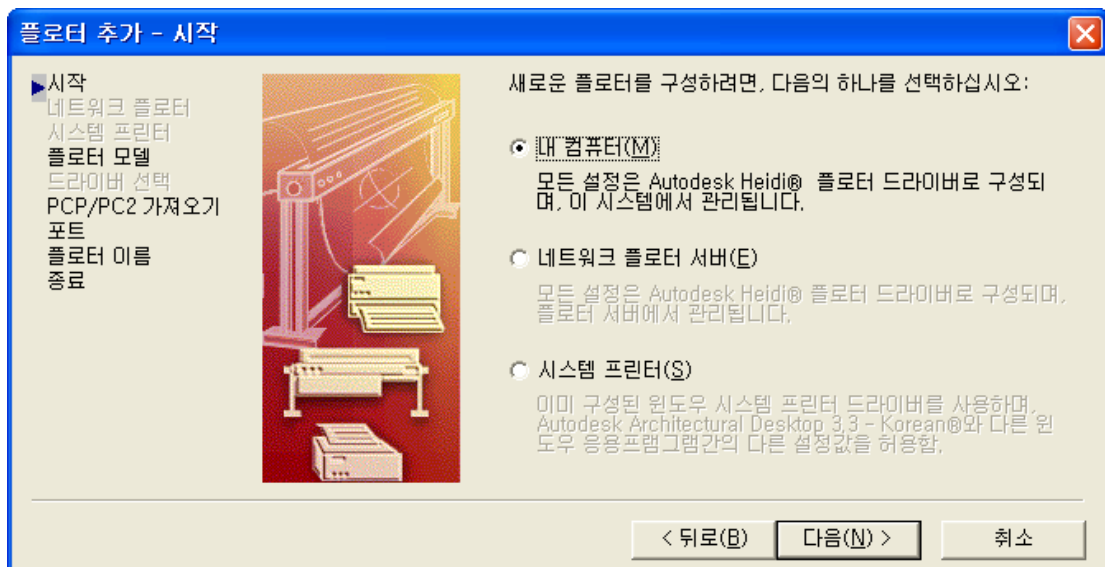 플로터 추가 - 시작
시작
네트워크 플로터
시스템 프린터
플로터 모델
드라이버 선택
PCP/PC2 가져오기
포트
플로터 이름
종료
새로운 플로터를 구성하려면, 다음의 하나를 선택하십시오:
내 컴퓨터(M)
모든 설정은 Autodesk Heidi® 플로터 드라이버로 구성되
며, 이 시스템에서 관리됩니다.
네트워크 플로터 서버(E)
모든 설정은 Autodesk Heidi® 플로터 드라이버로 구성되며,
플로터 서버에서 관리됩니다.
시스템 프린터(S)
이미 구성된 윈도우 시스템 프린터 드라이버를 사용하며,
Autodesk Architectural Desktop 3.3 - Korean®와 다른 윈
도우 응용프램그램간의 다른 설정값을 허용함.
< 뒤로(B)
다음(N) >
취소